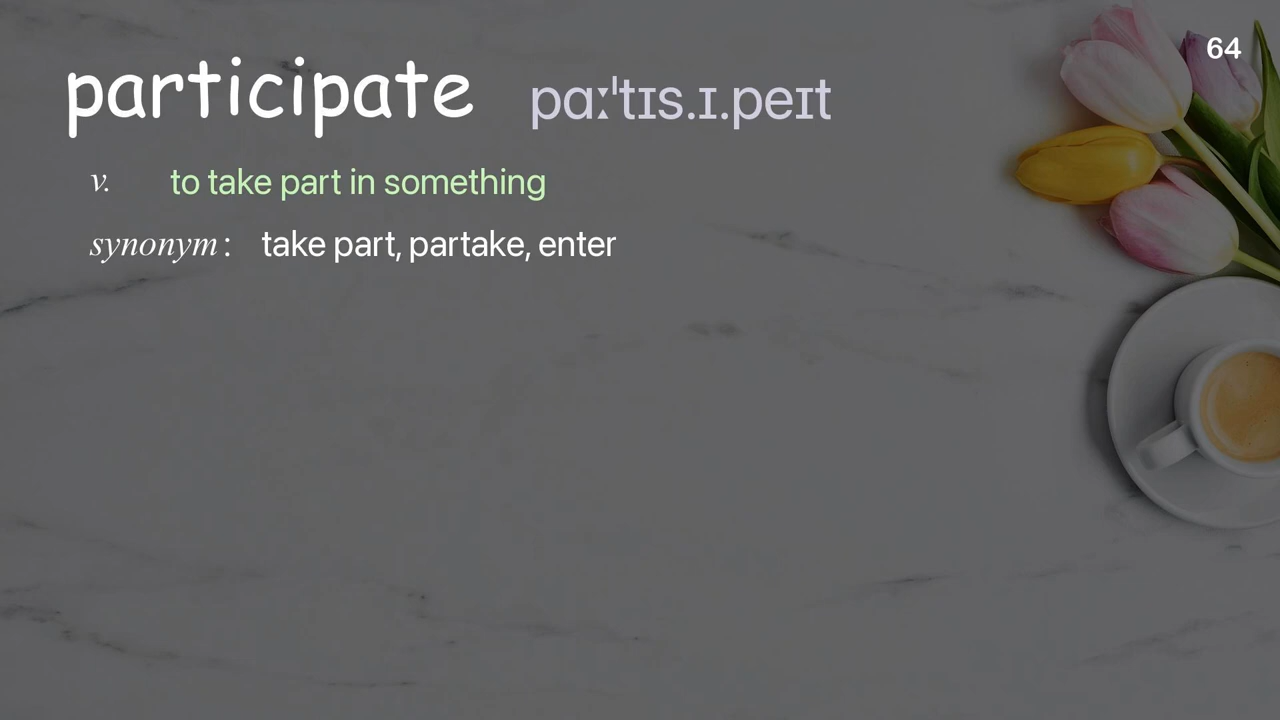 64
participate pɑːˈtɪs.ɪ.peɪt
v. to take part in something
synonym: take part, partake, enter